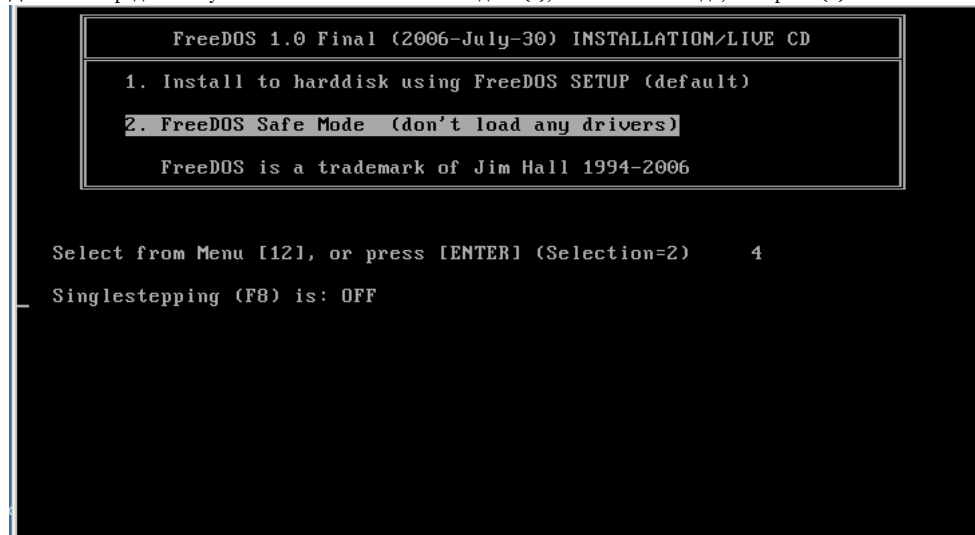 FreeDOS 1.0 Final (2006-July-30) INSTALLATION/LIVE CD
1. Install to harddisk using FreeDOS SETUP (default)
2. FreeDOS Safe Mode (don't load any drivers)
FreeDOS is a trademark of Jim Hall 1994-2006
Select from Menu [12], or press [ENTER] (Selection=2) 4
Singlestepping (F8) is: OFF